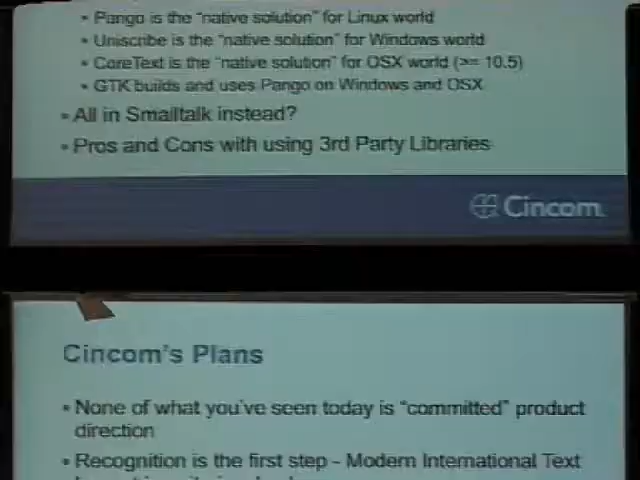 • Pango is the "native solution" for Linux world
• Uniscribe is the "native solution" for Windows world
• CoreText is the "native solution" for OSX world (>= 10.5)
• GTK builds and uses Pango on Windows and OSX
• All in Smalltalk instead?
• Pros and Cons with using 3rd Party Libraries
Cincom
Cincom's Plans
• None of what you've seen today is "committed" product
direction
• Recognition is the first step - Modern International Text